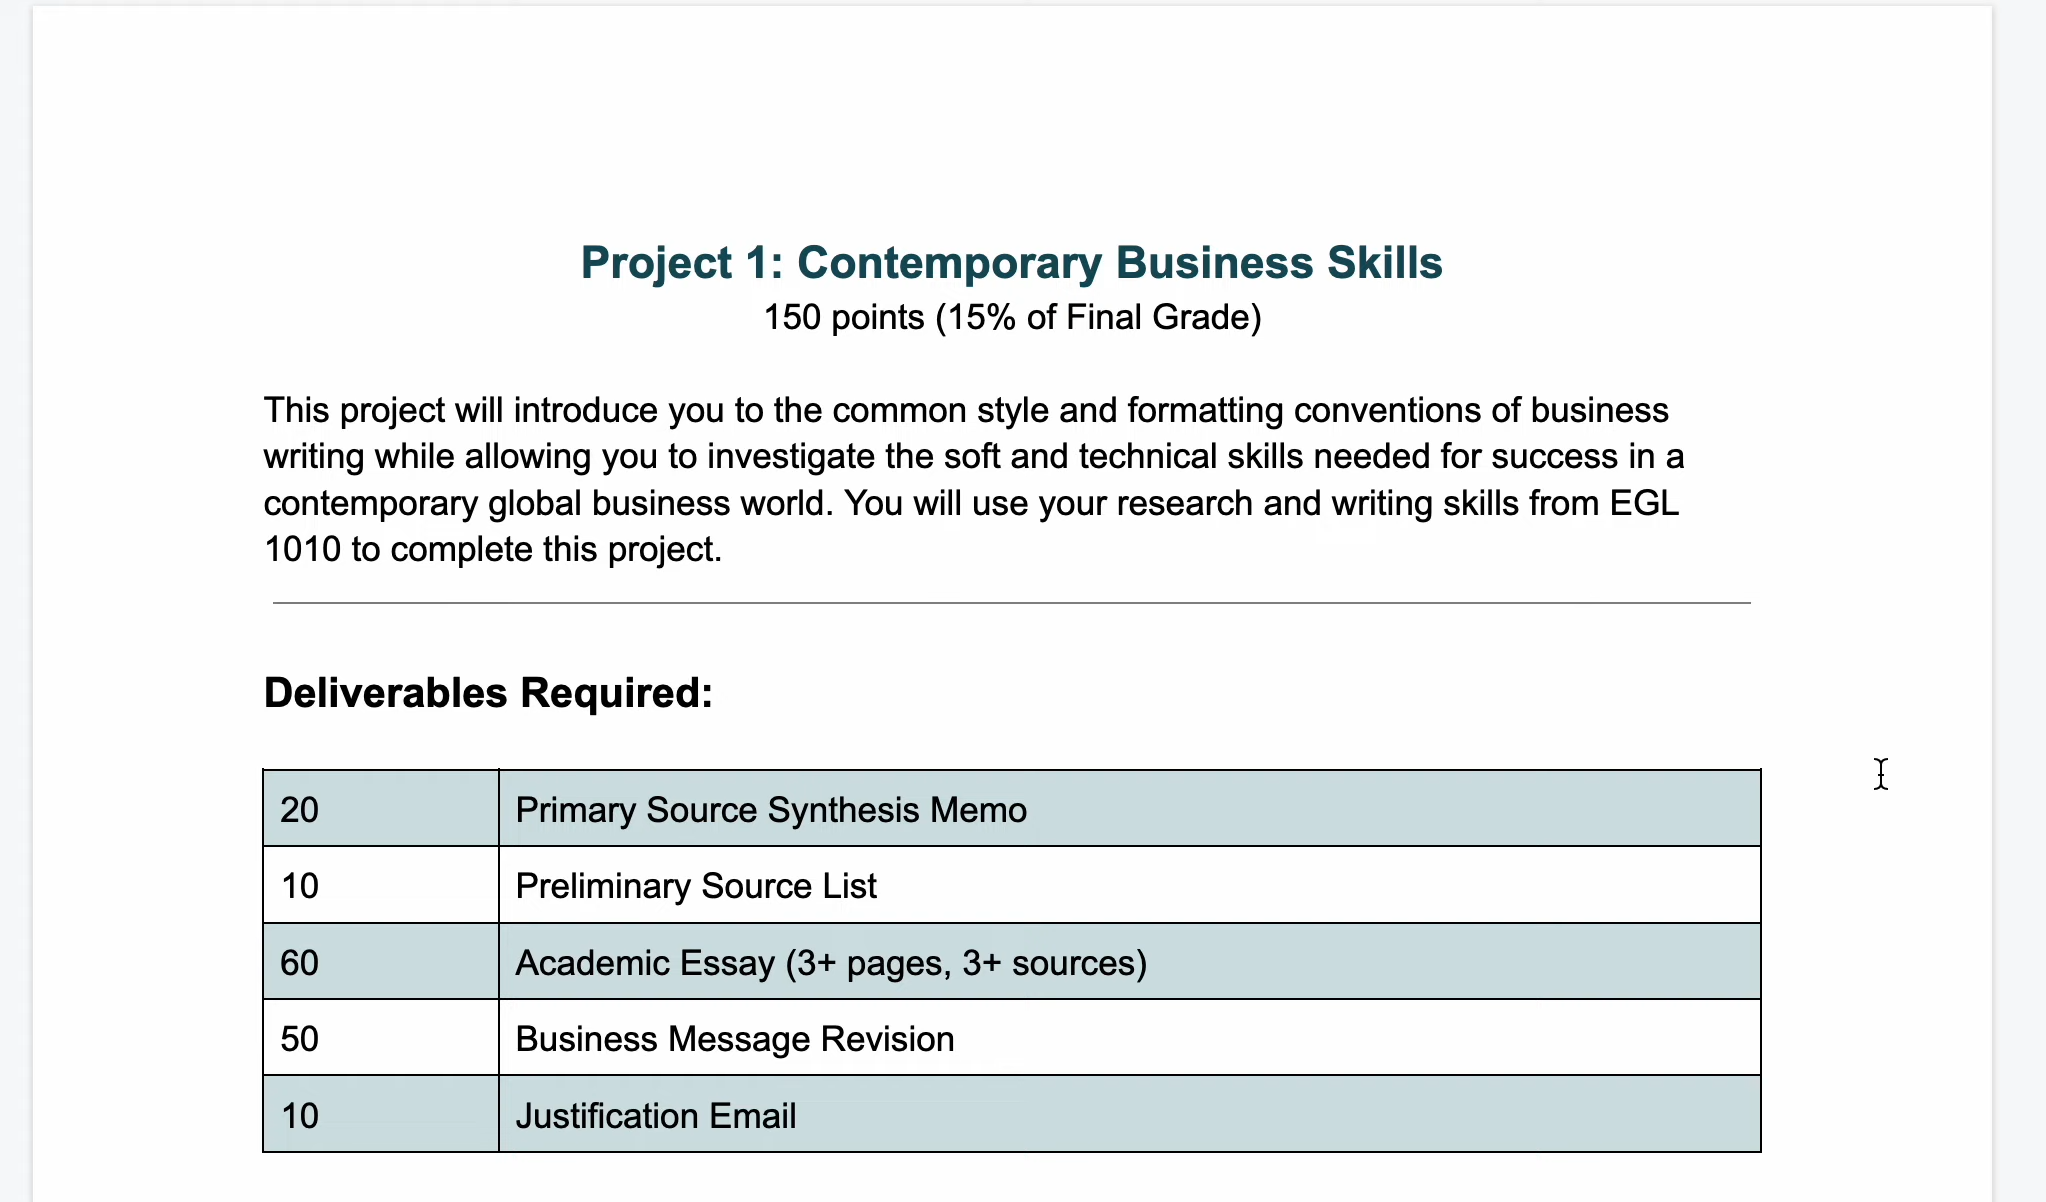 Project 1: Contemporary Business Skills
150 points (15% of Final Grade)
This project will introduce you to the common style and formatting conventions of business
writing while allowing you to investigate the soft and technical skills needed for success in a
contemporary global business world. You will use your research and writing skills from EGL
1010 to complete this project.
Deliverables Required:
20 Primary Source Synthesis Memo
10 Preliminary Source List
60 Academic Essay (3+ pages, 3+ sources)
50 Business Message Revision
10 Justification Email